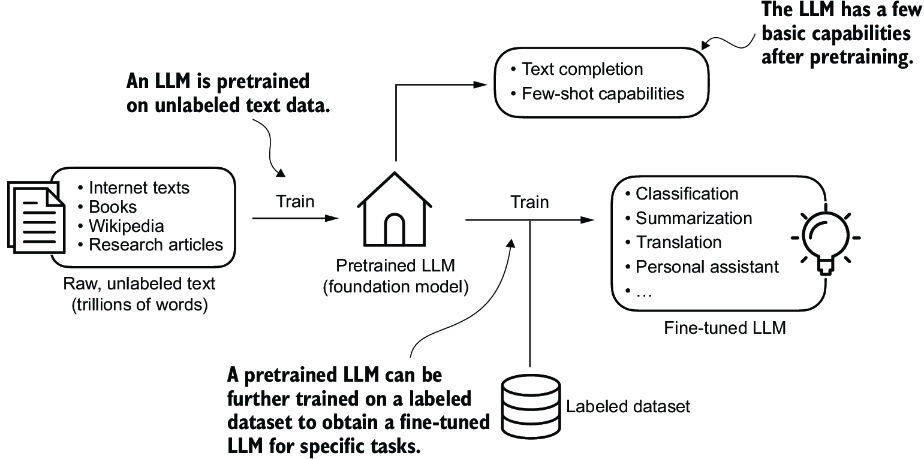 The LLM has a few
basic capabilities
after pretraining.
An LLM is pretrained
on unlabeled text data.
• Text completion
• Few-shot capabilities
• Internet texts
• Books
• Wikipedia
• Research articles
Raw, unlabeled text
(trillions of words)
Train
Pretrained LLM
(foundation model)
Train
• Classification
• Summarization
• Translation
• Personal assistant
• ...
Fine-tuned LLM
A pretrained LLM can be
further trained on a labeled
dataset to obtain a fine-tuned
LLM for specific tasks.
Labeled dataset